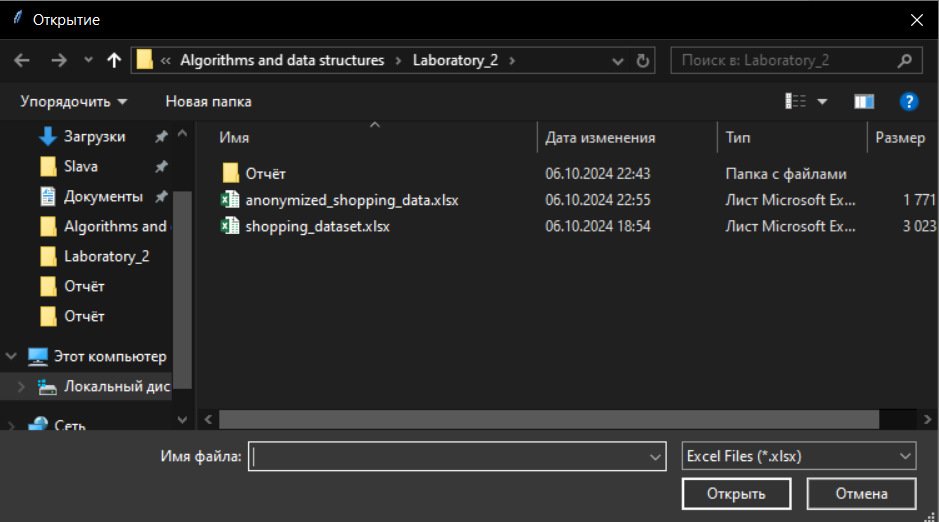 Открытие
« Algorithms and data structures › Laboratory_2 ›
Поиск в: Laboratory_2
Упорядочить Новая папка ?
Имя Дата изменения Тип Размер
Загрузки
Slava
Документы
Algorithms and
Laboratory_2
Отчёт
Отчёт
Этот компьютер
Локальный дис
Сеть
Отчёт 06.10.2024 22:43 Папка с файлами
anonymized_shopping_data.xlsx 06.10.2024 22:55 Лист Microsoft Ex... 1 771
shopping_dataset.xlsx 06.10.2024 18:54 Лист Microsoft Ex... 3 023
Имя файла:
Excel Files (*.xlsx)
Открыть Отмена